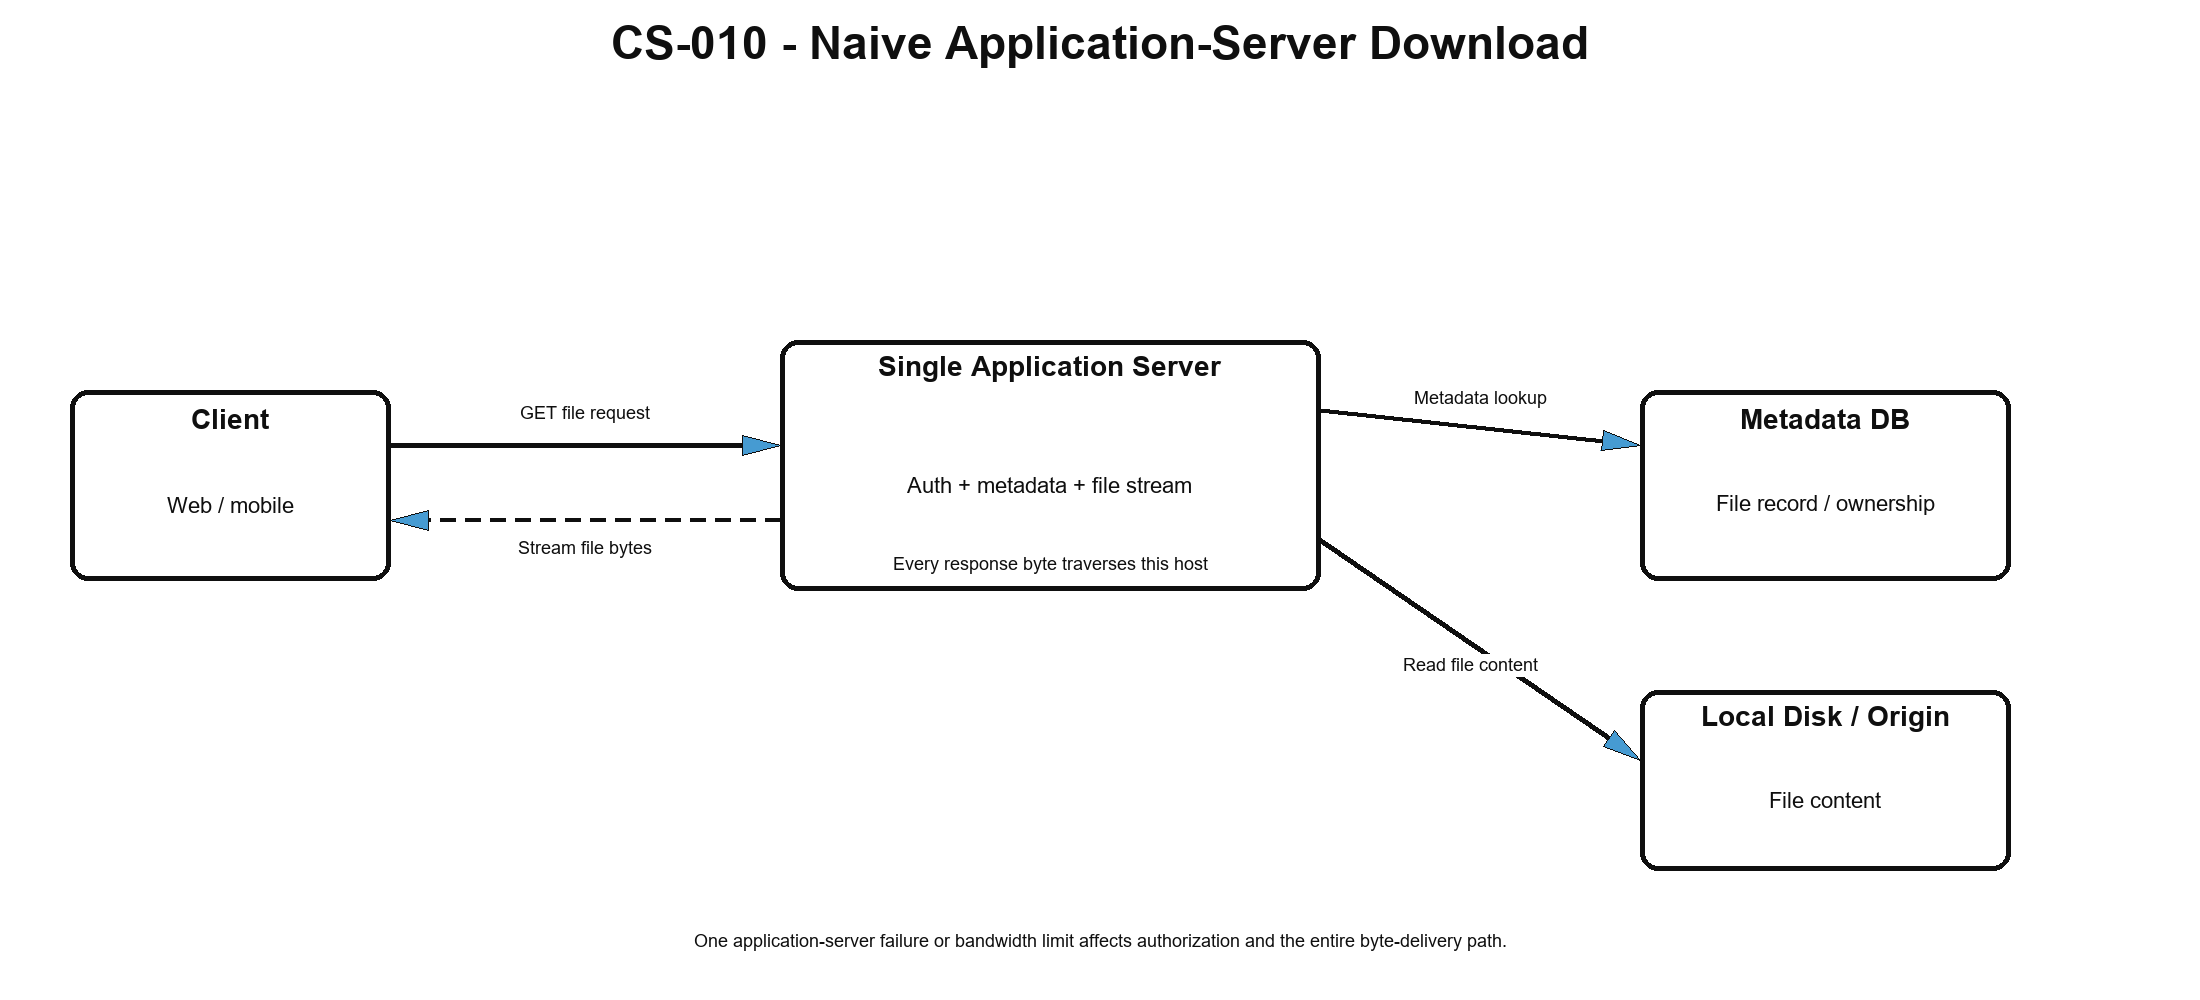 CS-010 - Naive Application-Server Download
Client
Web / mobile
GET file request
Stream file bytes
Single Application Server
Auth + metadata + file stream
Every response byte traverses this host
Metadata lookup
Read file content
Metadata DB
File record / ownership
Local Disk / Origin
File content
One application-server failure or bandwidth limit affects authorization and the entire byte-delivery path.